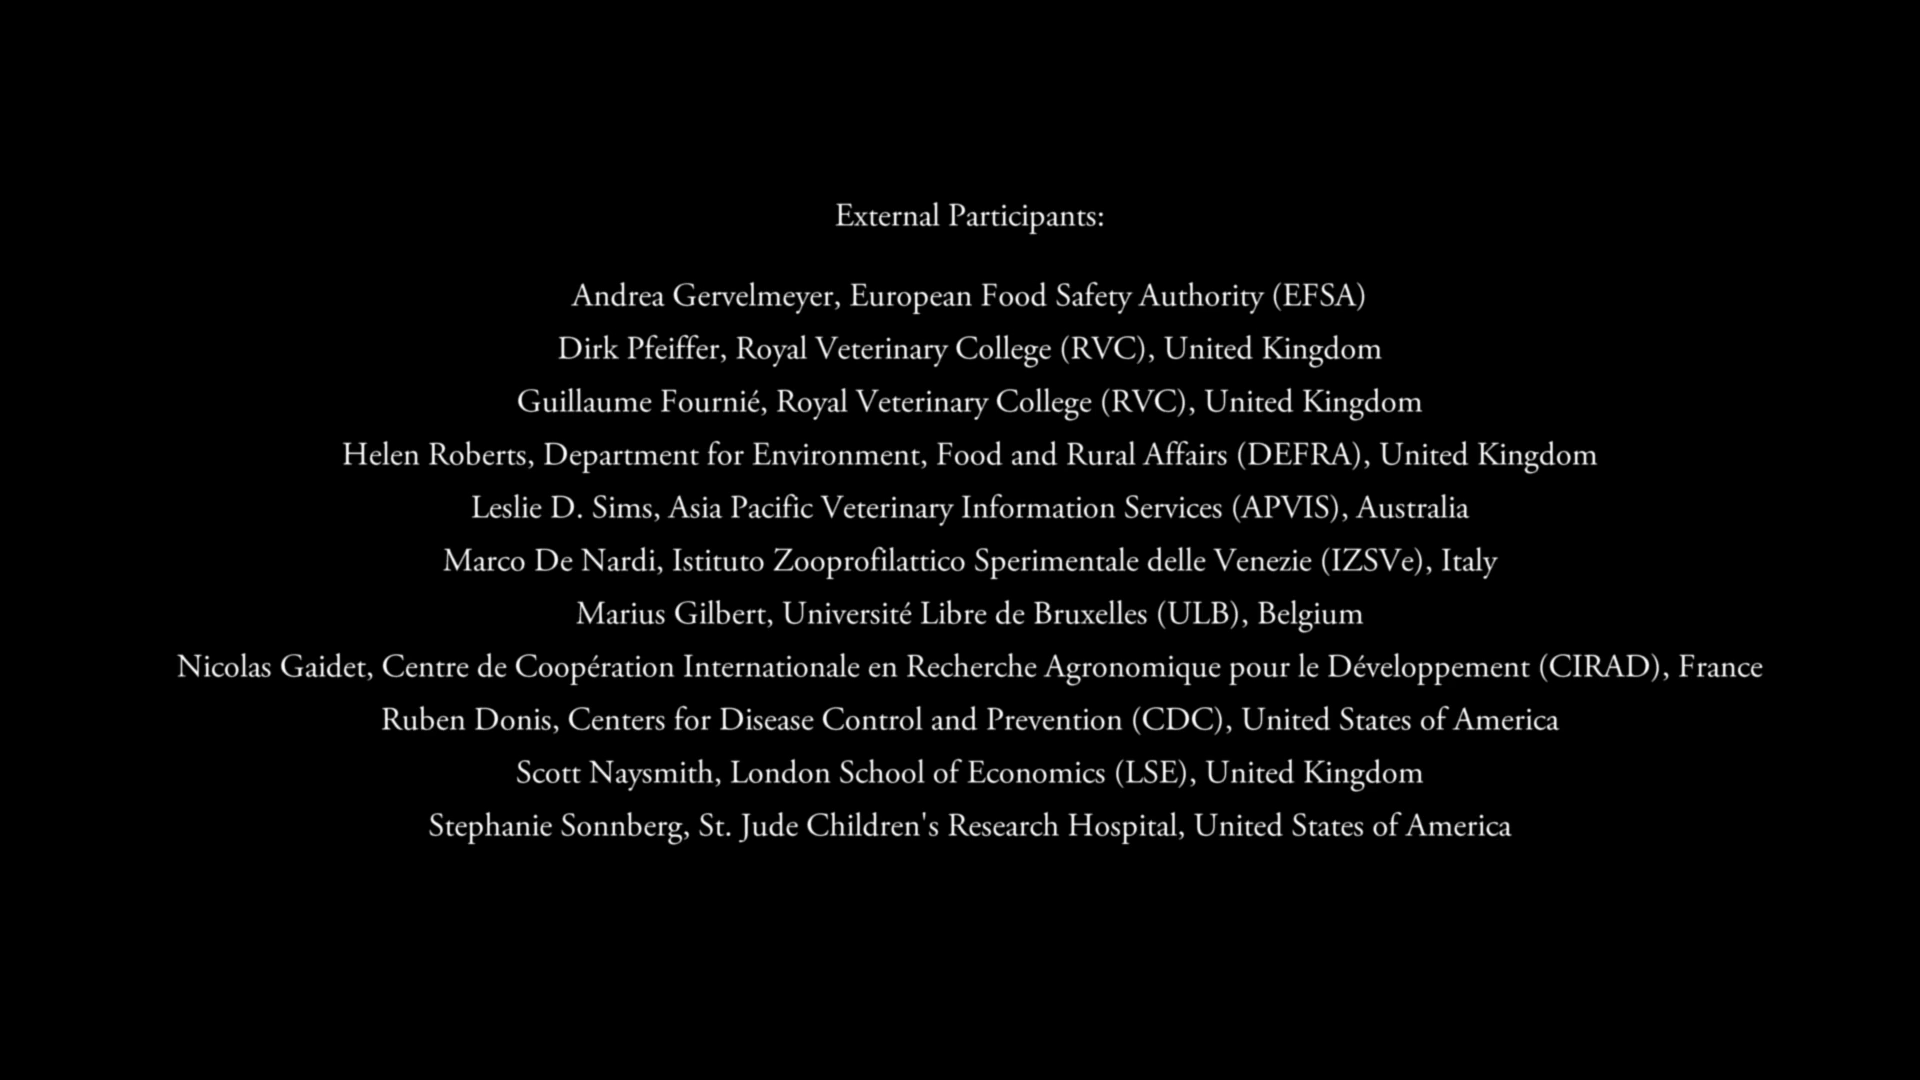 External Participants:
Andrea Gervelmeyer, European Food Safety Authority (EFSA)
Dirk Pfeiffer, Royal Veterinary College (RVC), United Kingdom
Guillaume Fournié, Royal Veterinary College (RVC), United Kingdom
Helen Roberts, Department for Environment, Food and Rural Affairs (DEFRA), United Kingdom
Leslie D. Sims, Asia Pacific Veterinary Information Services (APVIS), Australia
Marco De Nardi, Istituto Zooprofilattico Sperimentale delle Venezie (IZSVe), Italy
Marius Gilbert, Université Libre de Bruxelles (ULB), Belgium
Nicolas Gaidet, Centre de Coopération Internationale en Recherche Agronomique pour le Développement (CIRAD), France
Ruben Donis, Centers for Disease Control and Prevention (CDC), United States of America
Scott Naysmith, London School of Economics (LSE), United Kingdom
Stephanie Sonnberg, St. Jude Children's Research Hospital, United States of America